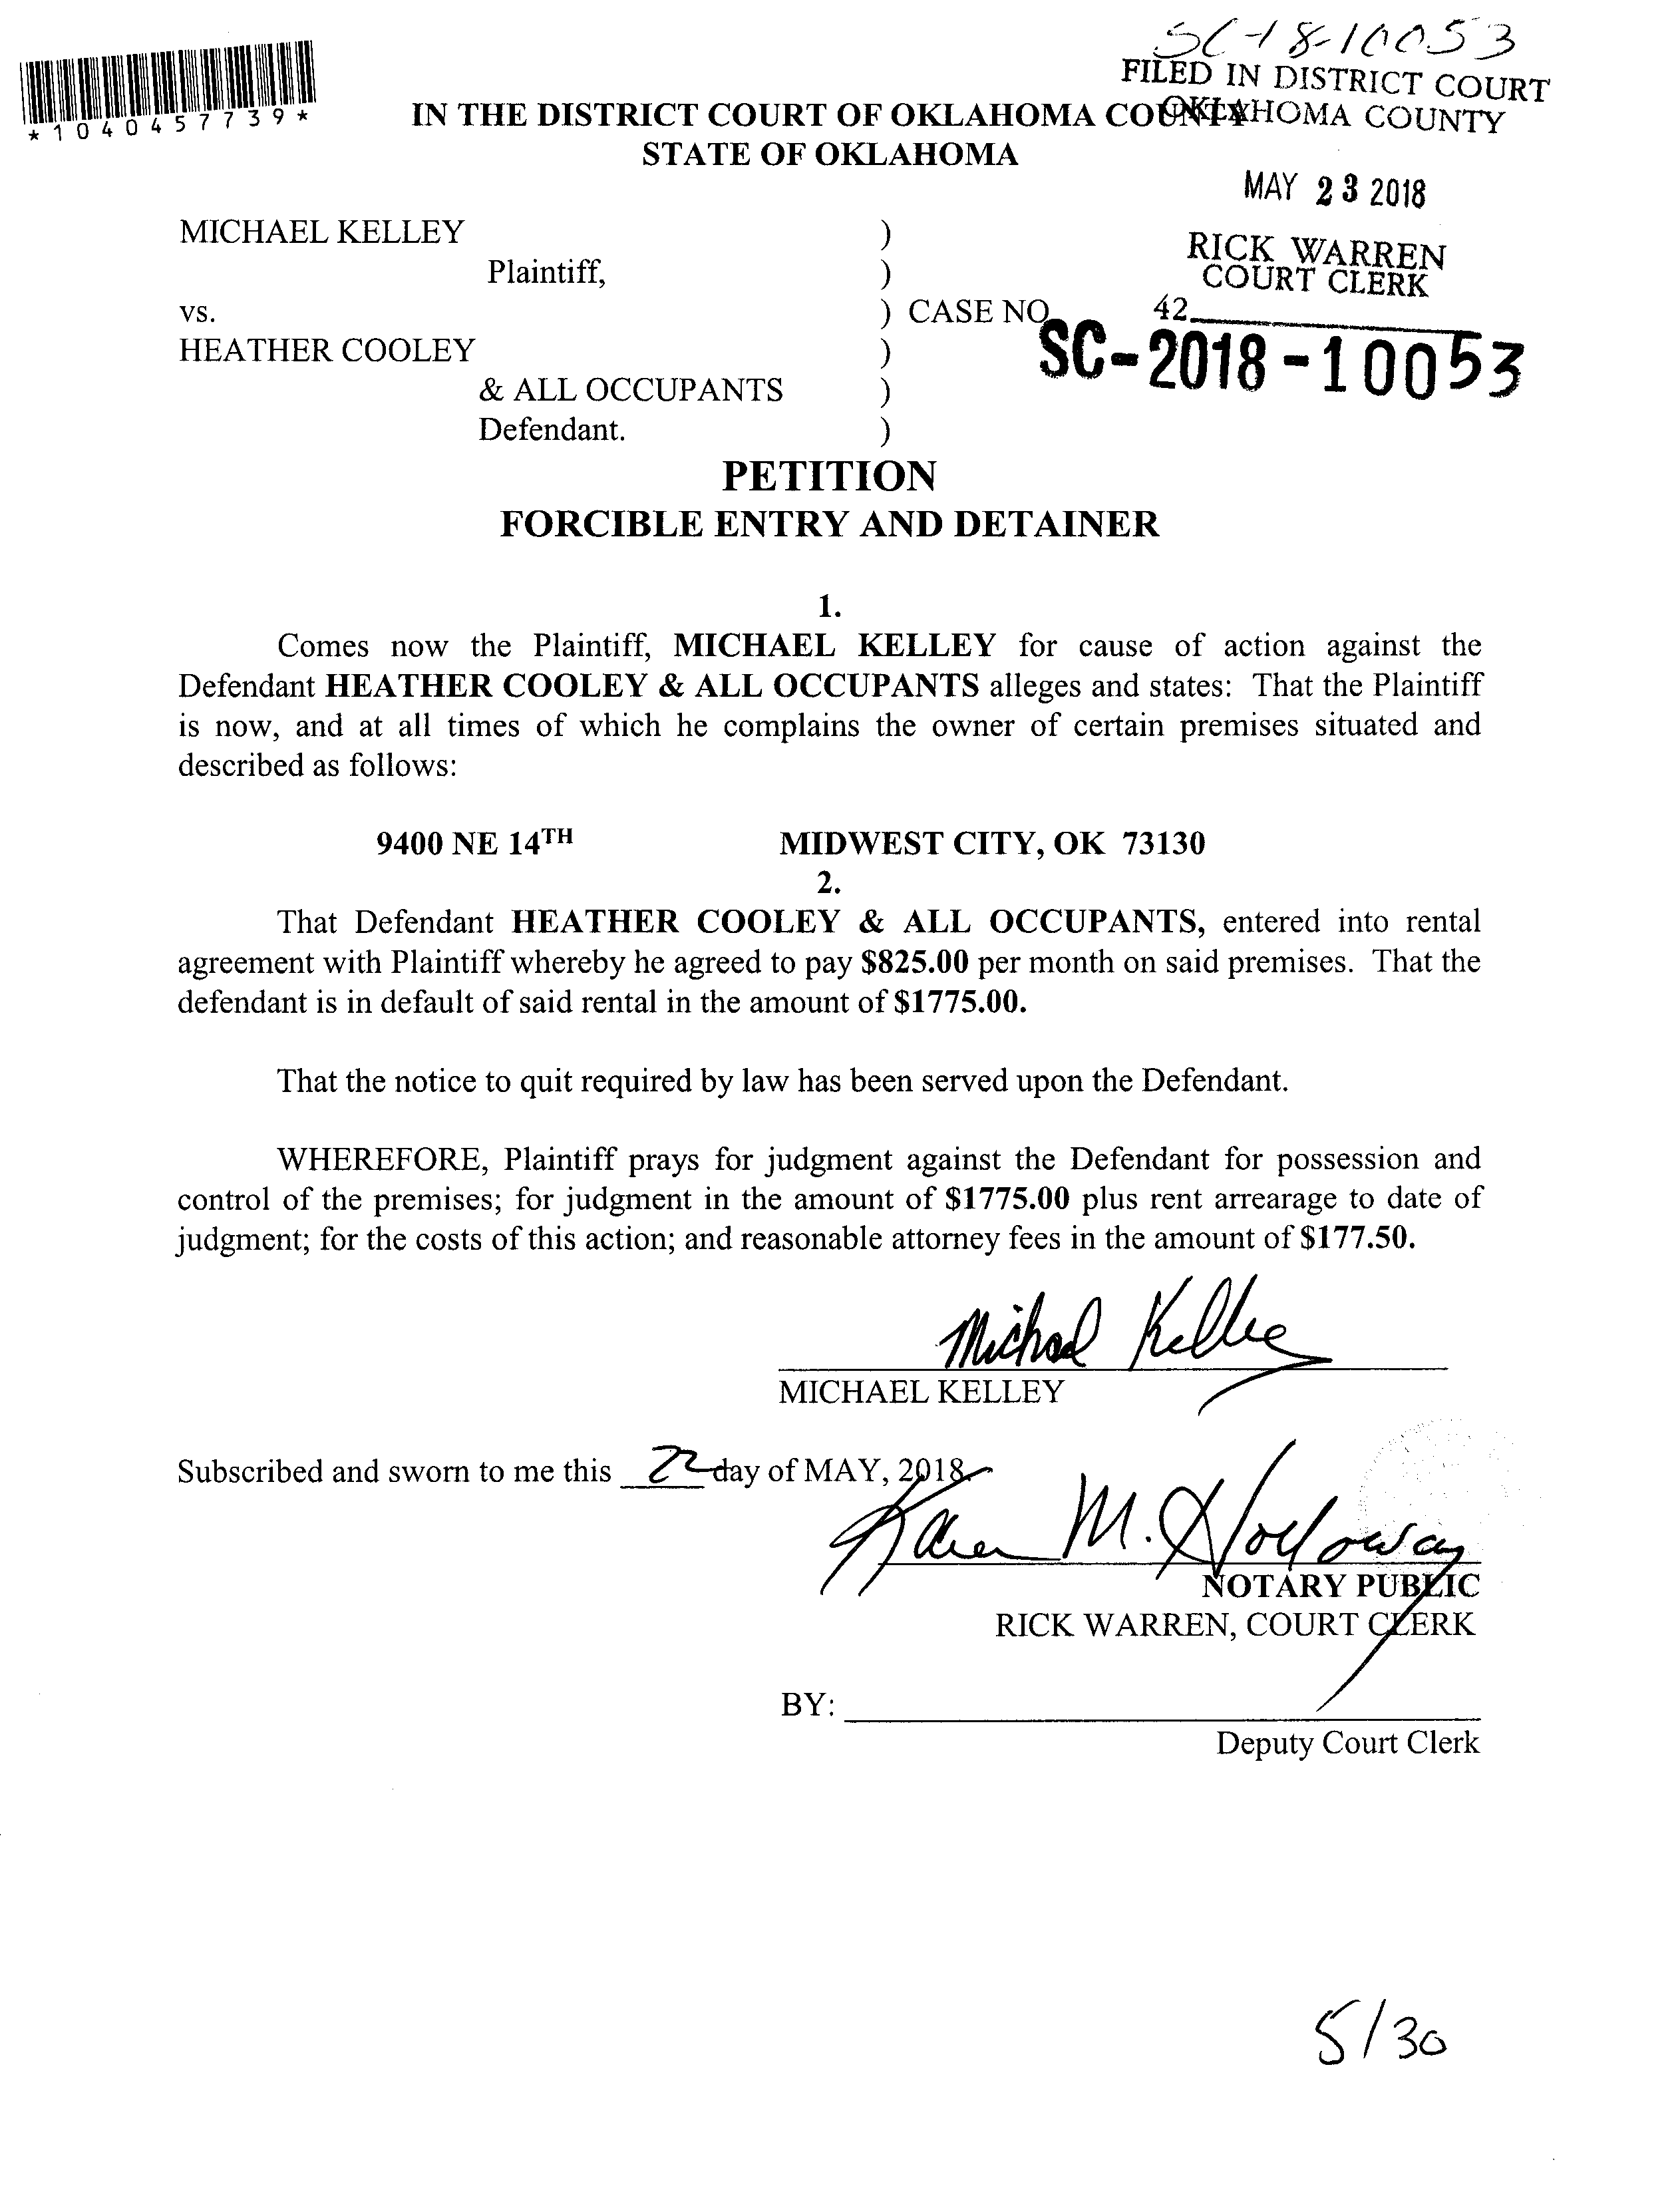 SC-18-10053
FILED IN DISTRICT COURT
OKLAHOMA COUNTY
*1040457739*
IN THE DISTRICT COURT OF OKLAHOMA COUNTY
STATE OF OKLAHOMA
MAY 23 2018
RICK WARREN
COURT CLERK
42
MICHAEL KELLEY )
Plaintiff, )
vs. ) CASE NO.
SC-2018-10053
HEATHER COOLEY )
& ALL OCCUPANTS )
Defendant. )
PETITION
FORCIBLE ENTRY AND DETAINER
1.
Comes now the Plaintiff, MICHAEL KELLEY for cause of action against the
Defendant HEATHER COOLEY & ALL OCCUPANTS alleges and states: That the Plaintiff
is now, and at all times of which he complains the owner of certain premises situated and
described as follows:
9400 NE 14TH MIDWEST CITY, OK 73130
2.
That Defendant HEATHER COOLEY & ALL OCCUPANTS, entered into rental
agreement with Plaintiff whereby he agreed to pay $825.00 per month on said premises. That the
defendant is in default of said rental in the amount of $1775.00.
That the notice to quit required by law has been served upon the Defendant.
WHEREFORE, Plaintiff prays for judgment against the Defendant for possession and
control of the premises; for judgment in the amount of $1775.00 plus rent arrearage to date of
judgment; for the costs of this action; and reasonable attorney fees in the amount of $177.50.
Michael Kelley
MICHAEL KELLEY
Subscribed and sworn to me this 22 day of MAY, 2018.
Karen M. Holloway
NOTARY PUBLIC
RICK WARREN, COURT CLERK
BY:
Deputy Court Clerk
5/30